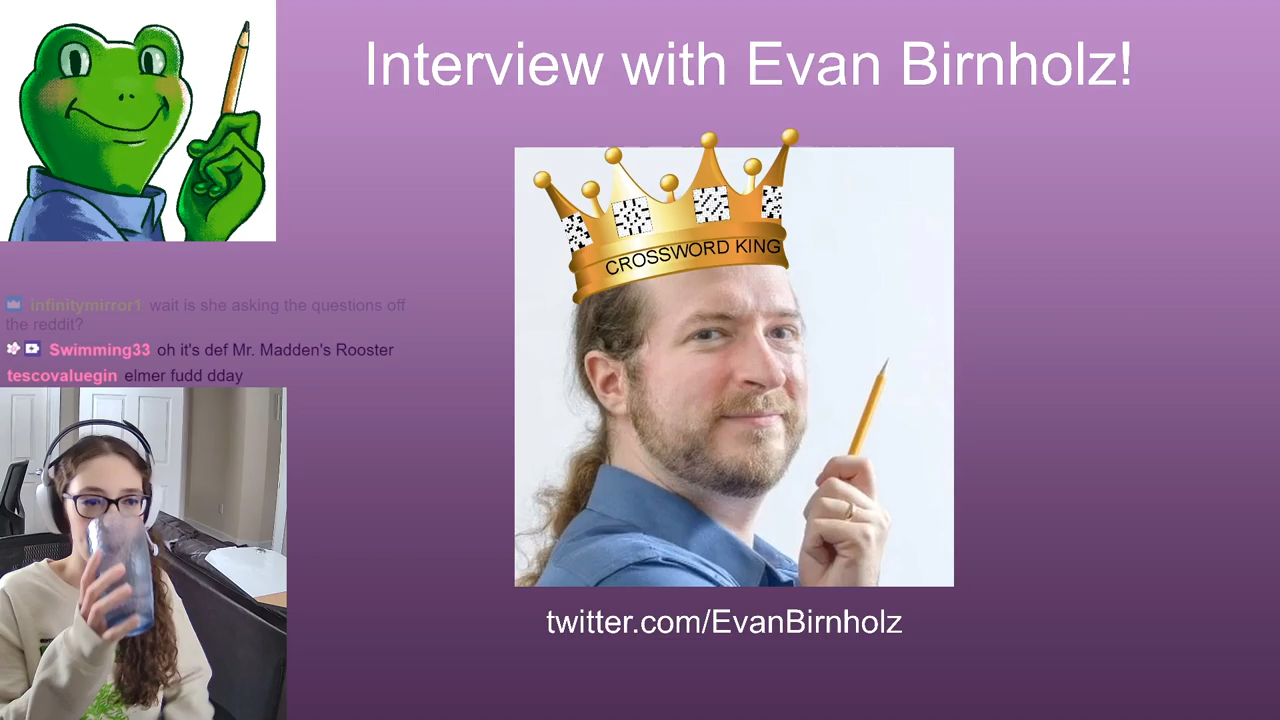 Interview with Evan Birnholz!
CROSSWORD KING
infinitymirror1 wait is she asking the questions off
the reddit?
Swimming33 oh it's def Mr. Madden's Rooster
tescovaluegin elmer fudd dday
twitter.com/EvanBirnholz